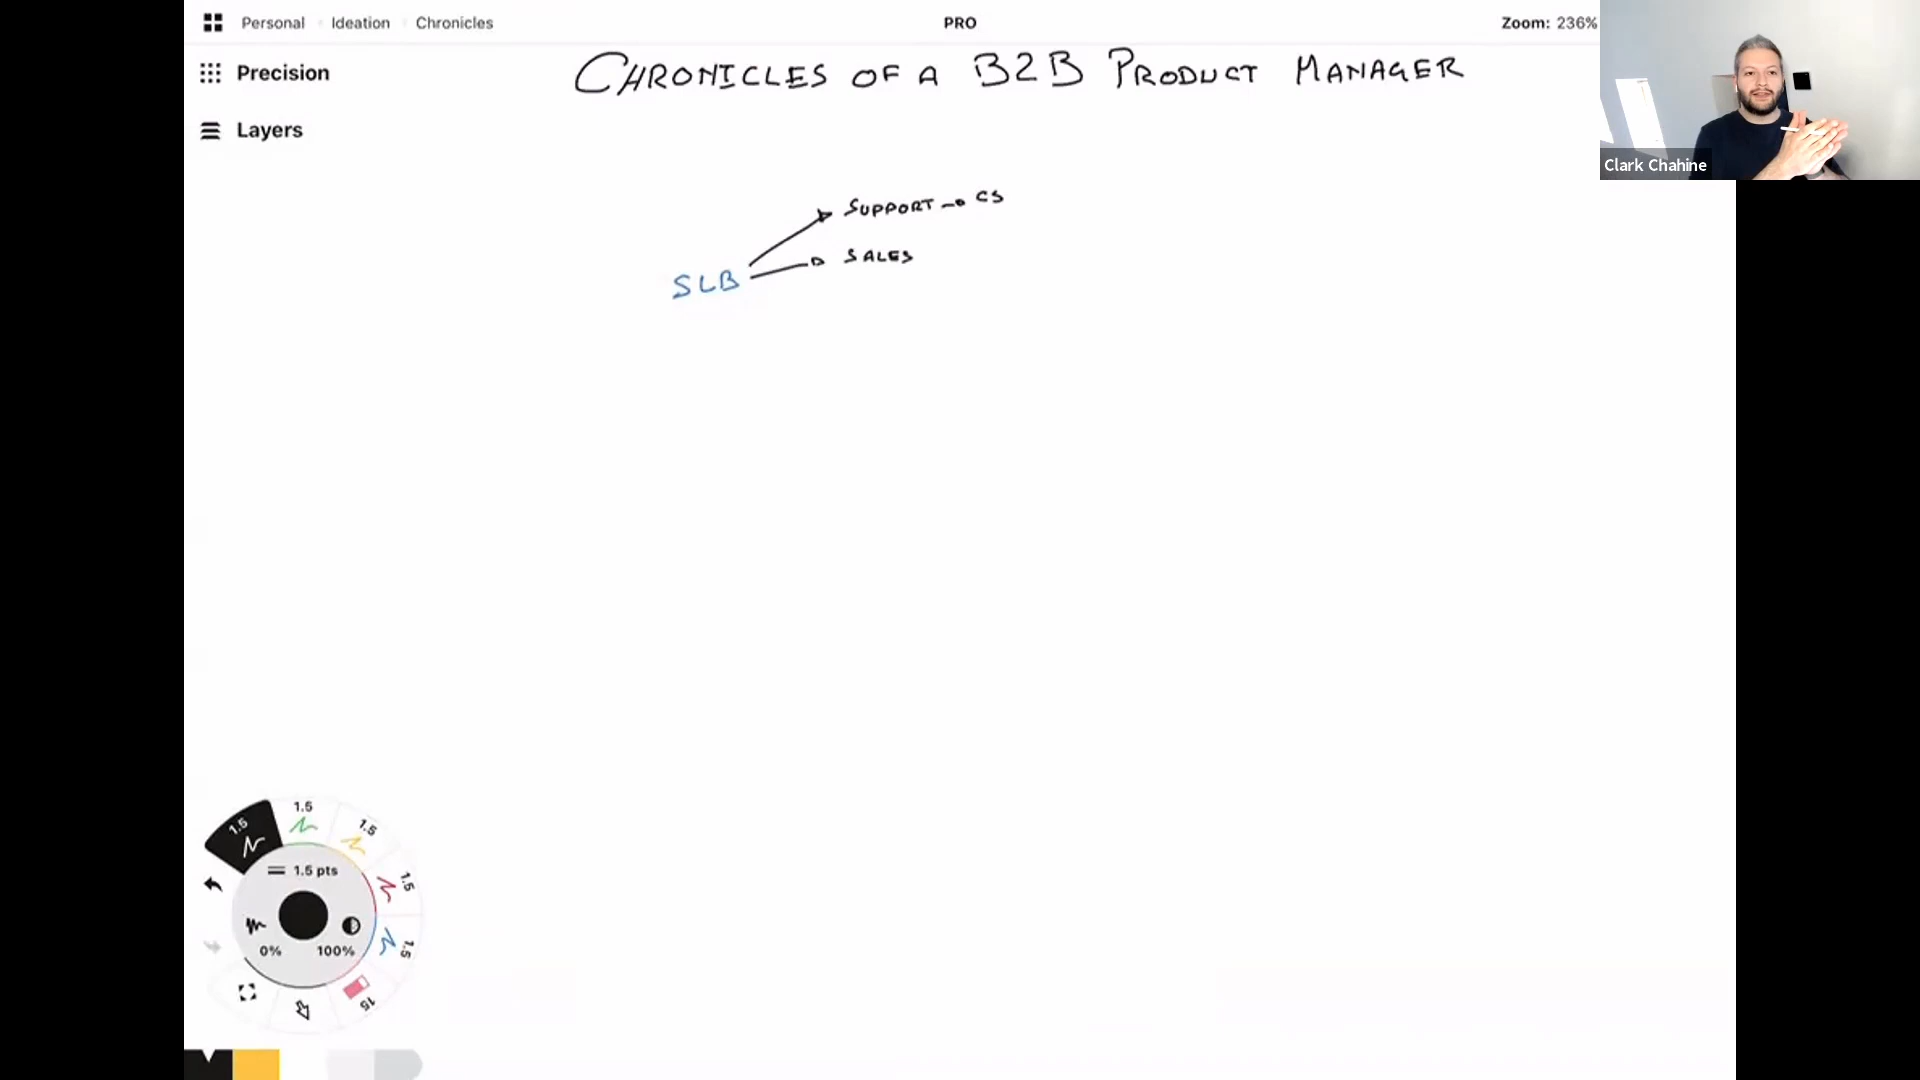 Personal Ideation Chronicles
PRO
Zoom: 236%
Precision
CHRONICLES OF A B2B PRODUCT MANAGER
Layers
Clark Chahine
SUPPORT CS
SALES
SLB
1.5
1.5
1.5
1.5
1.5
1.5 pts
0% 100%
15